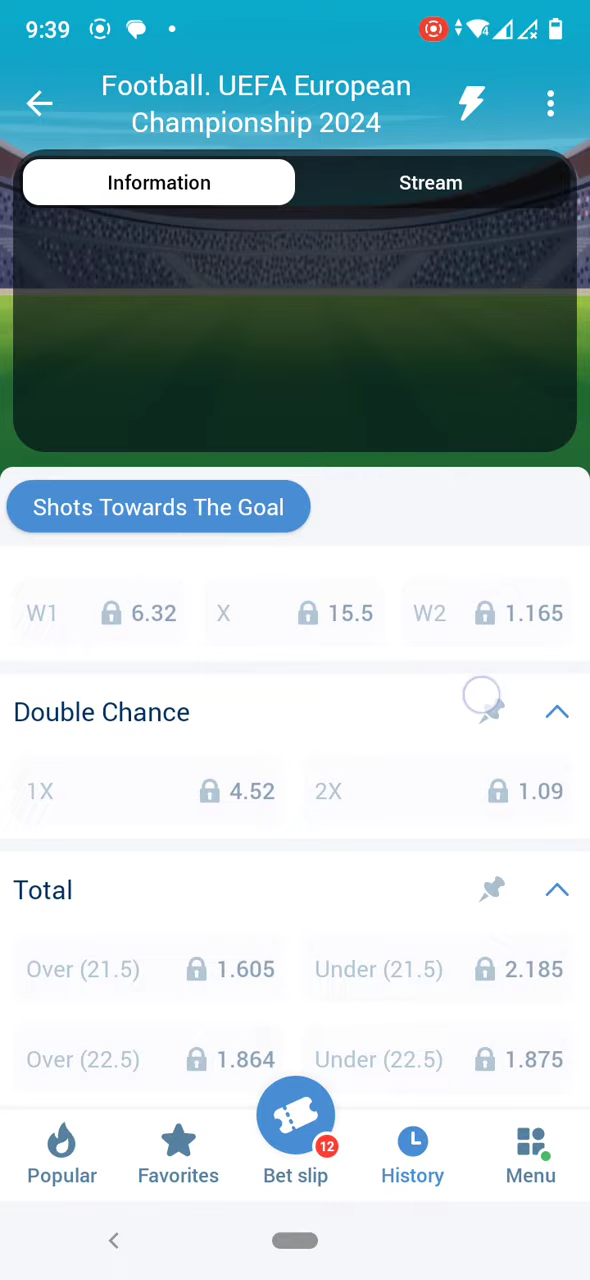 9:39
4
Football. UEFA European
Championship 2024
Information
Stream
Shots Towards The Goal
W1 6.32
X 15.5
W2 1.165
Double Chance
1X 4.52
2X 1.09
Total
Over (21.5) 1.605
Under (21.5) 2.185
Over (22.5) 1.864
Under (22.5) 1.875
12
Popular
Favorites
Bet slip
History
Menu